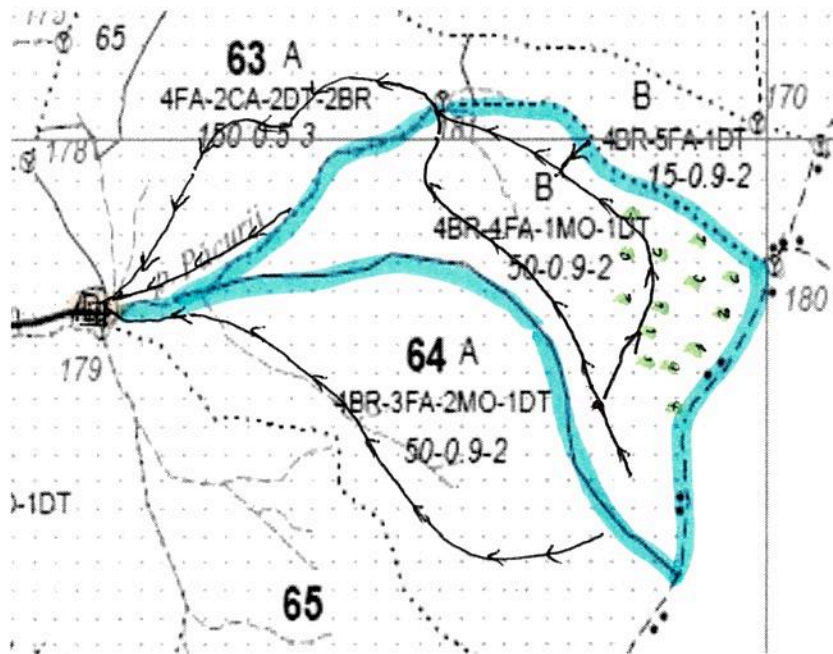 65
63 A
4FA-2CA-2DT-2BR
150 0.5 3
B
170
4BR-5FA-1DT
15-0.9-2
178
B
4BR-4FA-1MO-1DT
50-0.9-2
P. Păcurii
180
64 A
179
4BR-3FA-2MO-1DT
50-0.9-2
-1DT
65